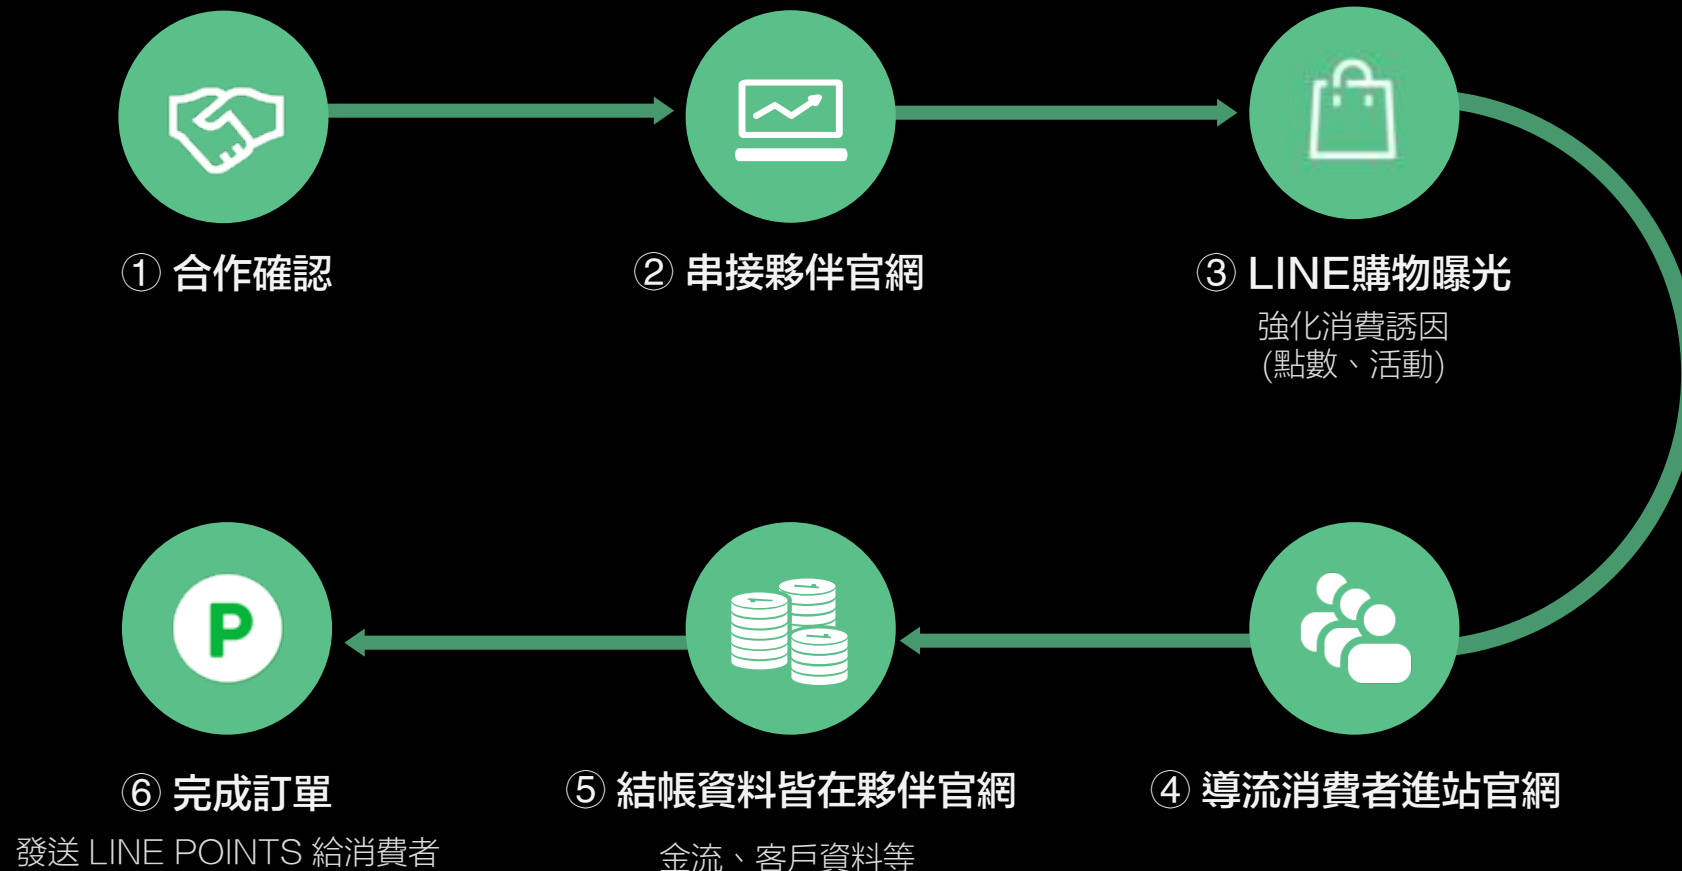 ① 合作確認
② 串接夥伴官網
③ LINE購物曝光
強化消費誘因
(點數、活動)
④ 導流消費者進站官網
⑤ 結帳資料皆在夥伴官網
金流、客戶資料等
⑥ 完成訂單
發送 LINE POINTS 給消費者
P